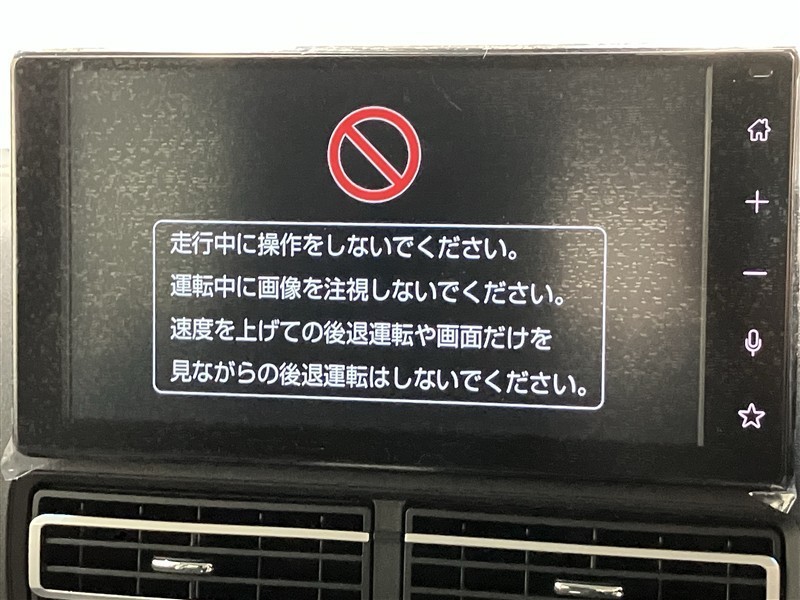 走行中に操作をしないでください。
運転中に画像を注視しないでください。
速度を上げての後退運転や画面だけを
見ながらの後退運転はしないでください。